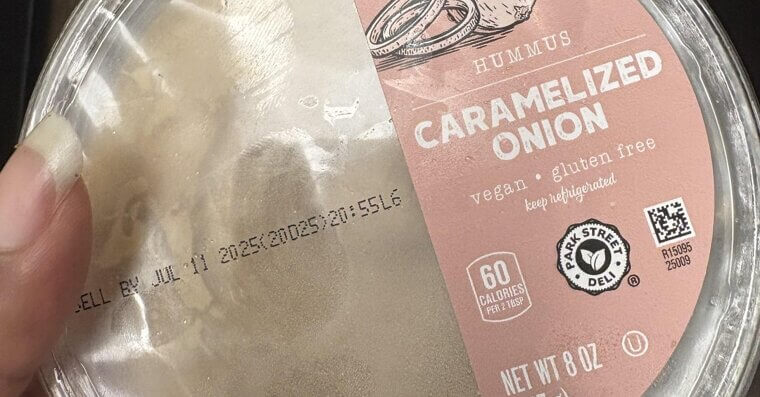 HUMMUS
CARAMELIZED
ONION
vegan • gluten free
keep refrigerated
SELL BY JUL 11 2025(20D25)20:55L6
60
CALORIES
PER 2 TBSP
PARK STREET
DELI
®
R15095
25009
NET WT 8 OZ
U